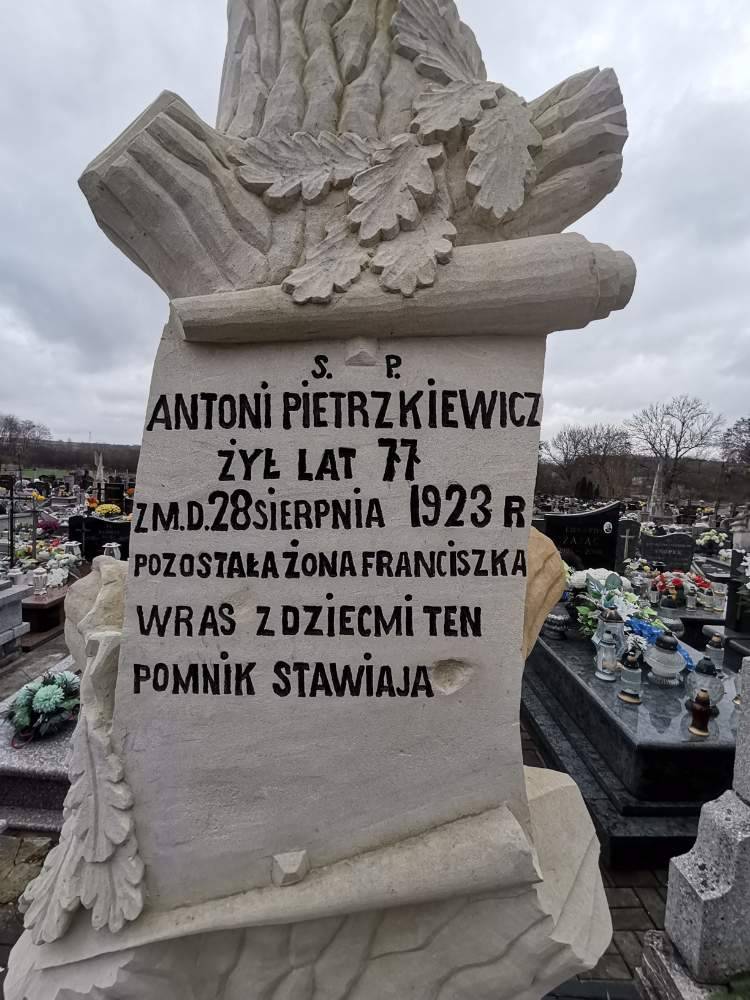 S. P.
ANTONI PIETRZKIEWICZ
ŻYŁ LAT 77
ZM.D. 28 SIERPNIA 1923 R
POZOSTAŁA ŻONA FRANCISZKA
WRAS Z DZIECMI TEN
POMNIK STAWIAJA